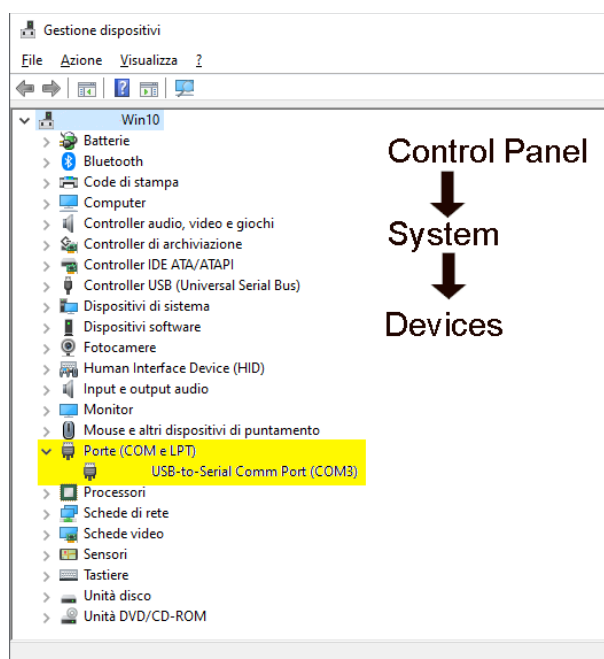 Gestione dispositivi
File Azione Visualizza ?
Win10
Batterie
Bluetooth
Code di stampa
Computer
Controller audio, video e giochi
Controller di archiviazione
Controller IDE ATA/ATAPI
Controller USB (Universal Serial Bus)
Dispositivi di sistema
Dispositivi software
Fotocamere
Human Interface Device (HID)
Input e output audio
Monitor
Mouse e altri dispositivi di puntamento
Porte (COM e LPT)
USB-to-Serial Comm Port (COM3)
Processori
Schede di rete
Schede video
Sensori
Tastiere
Unità disco
Unità DVD/CD-ROM
Control Panel
System
Devices